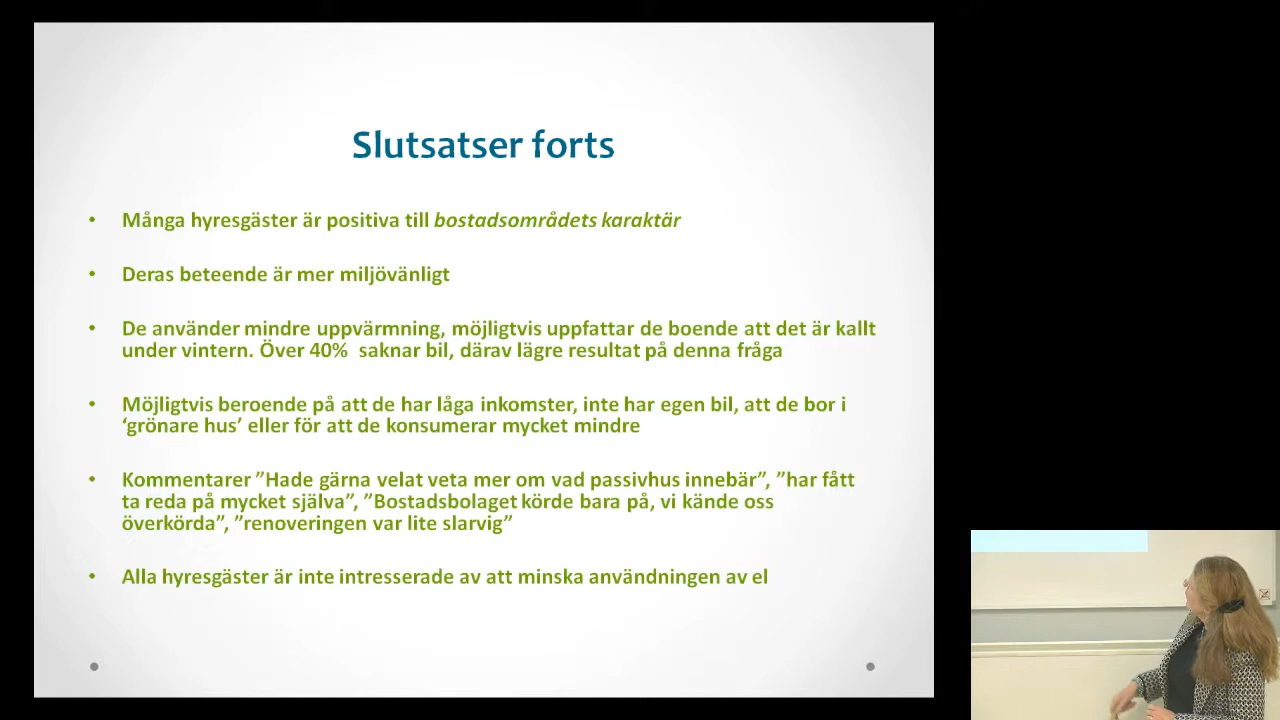 Slutsatser forts
• Många hyresgäster är positiva till bostadsområdets karaktär
• Deras beteende är mer miljövänligt
• De använder mindre uppvärmning, möjligtvis uppfattar de boende att det är kallt
under vintern. Över 40% saknar bil, därav lägre resultat på denna fråga
• Möjligtvis beroende på att de har låga inkomster, inte har egen bil, att de bor i
‘grönare hus’ eller för att de konsumerar mycket mindre
• Kommentarer ”Hade gärna velat veta mer om vad passivhus innebär”, ”har fått
ta reda på mycket själva”, ”Bostadsbolaget körde bara på, vi kände oss
överkörda”, ”renoveringen var lite slarvig”
• Alla hyresgäster är inte intresserade av att minska användningen av el